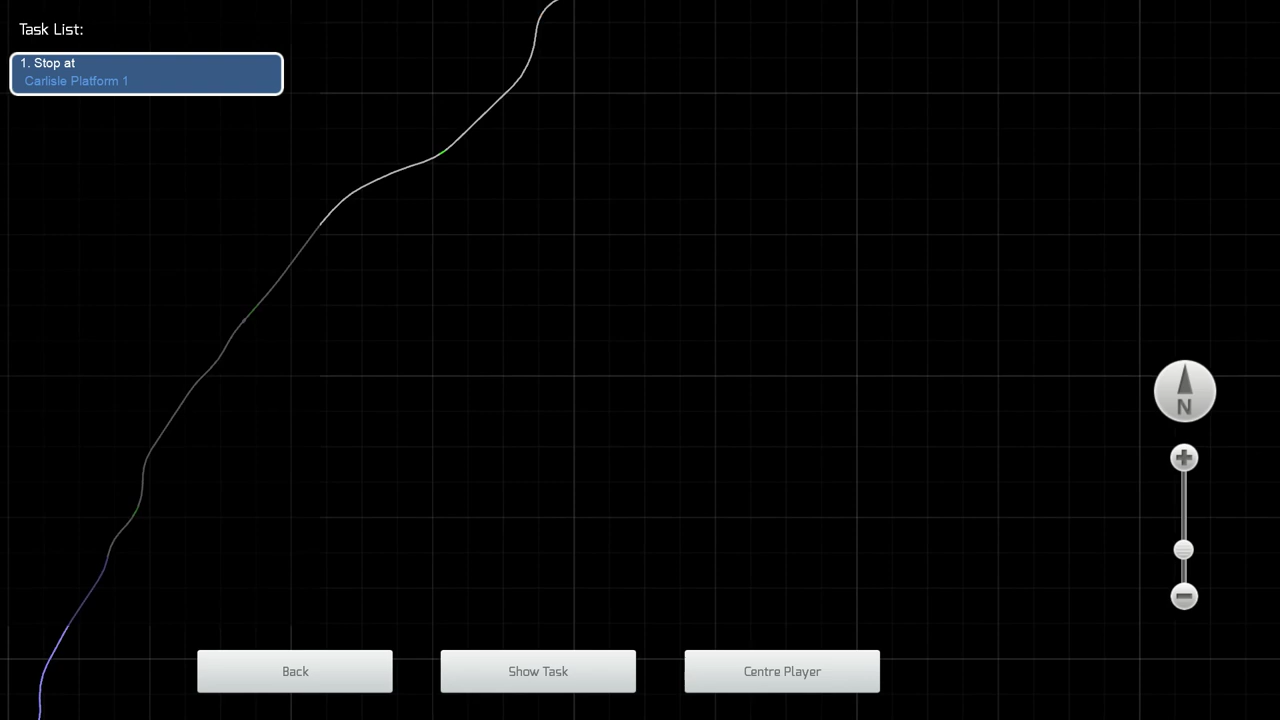 Task List:
1. Stop at
Carlisle Platform 1
N
Back
Show Task
Centre Player